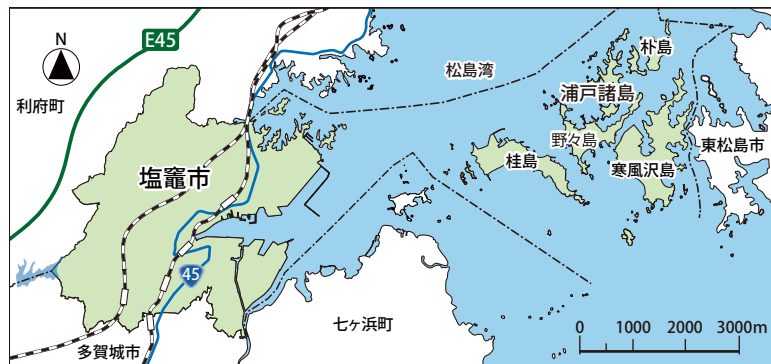 E45
N
利府町
塩竈市
45
多賀城市
七ヶ浜町
松島湾
朴島
浦戸諸島
野々島
桂島
寒風沢島
東松島市
0 1000 2000 3000m